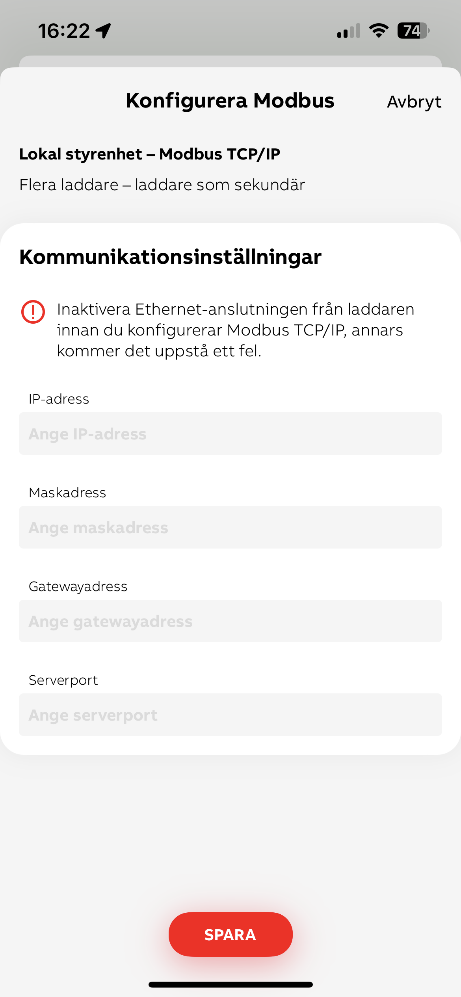 16:22
74
Konfigurera Modbus
Avbryt
Lokal styrenhet – Modbus TCP/IP
Flera laddare – laddare som sekundär
Kommunikationsinställningar
Inaktivera Ethernet-anslutningen från laddaren
innan du konfigurerar Modbus TCP/IP, annars
kommer det uppstå ett fel.
IP-adress
Ange IP-adress
Maskadress
Ange maskadress
Gatewayadress
Ange gatewayadress
Serverport
Ange serverport
SPARA